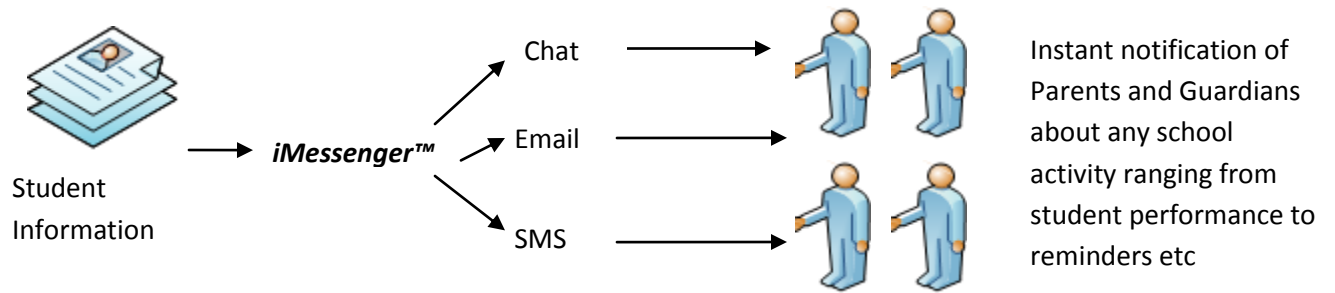 Student
Information
iMessenger™
Chat
Email
SMS
Instant notification of
Parents and Guardians
about any school
activity ranging from
student performance to
reminders etc